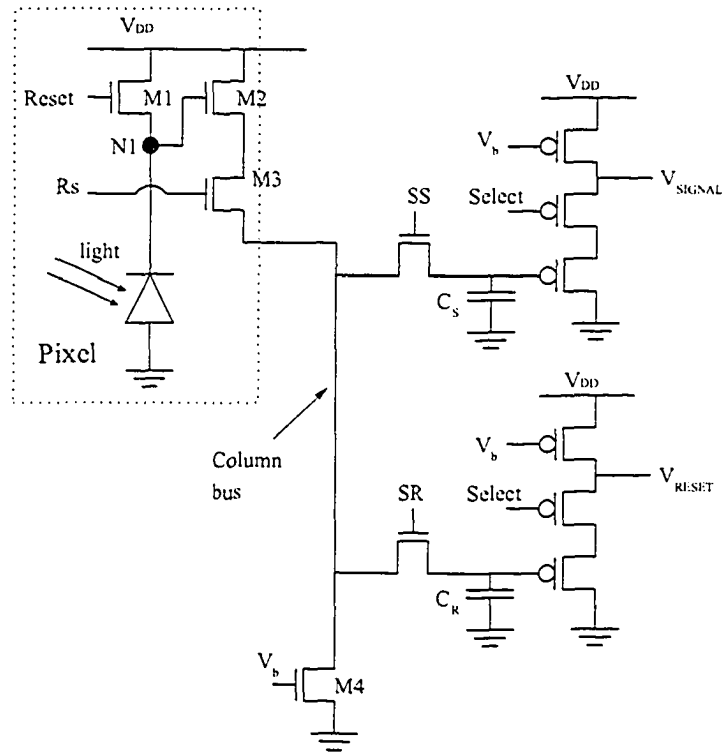 VDD
Reset
M1
M2
N1
Rs
M3
light
Pixel
VDD
Vb
Select
VSIGNAL
SS
CS
Column
bus
VDD
Vb
Select
VRESET
SR
CR
Vb
M4